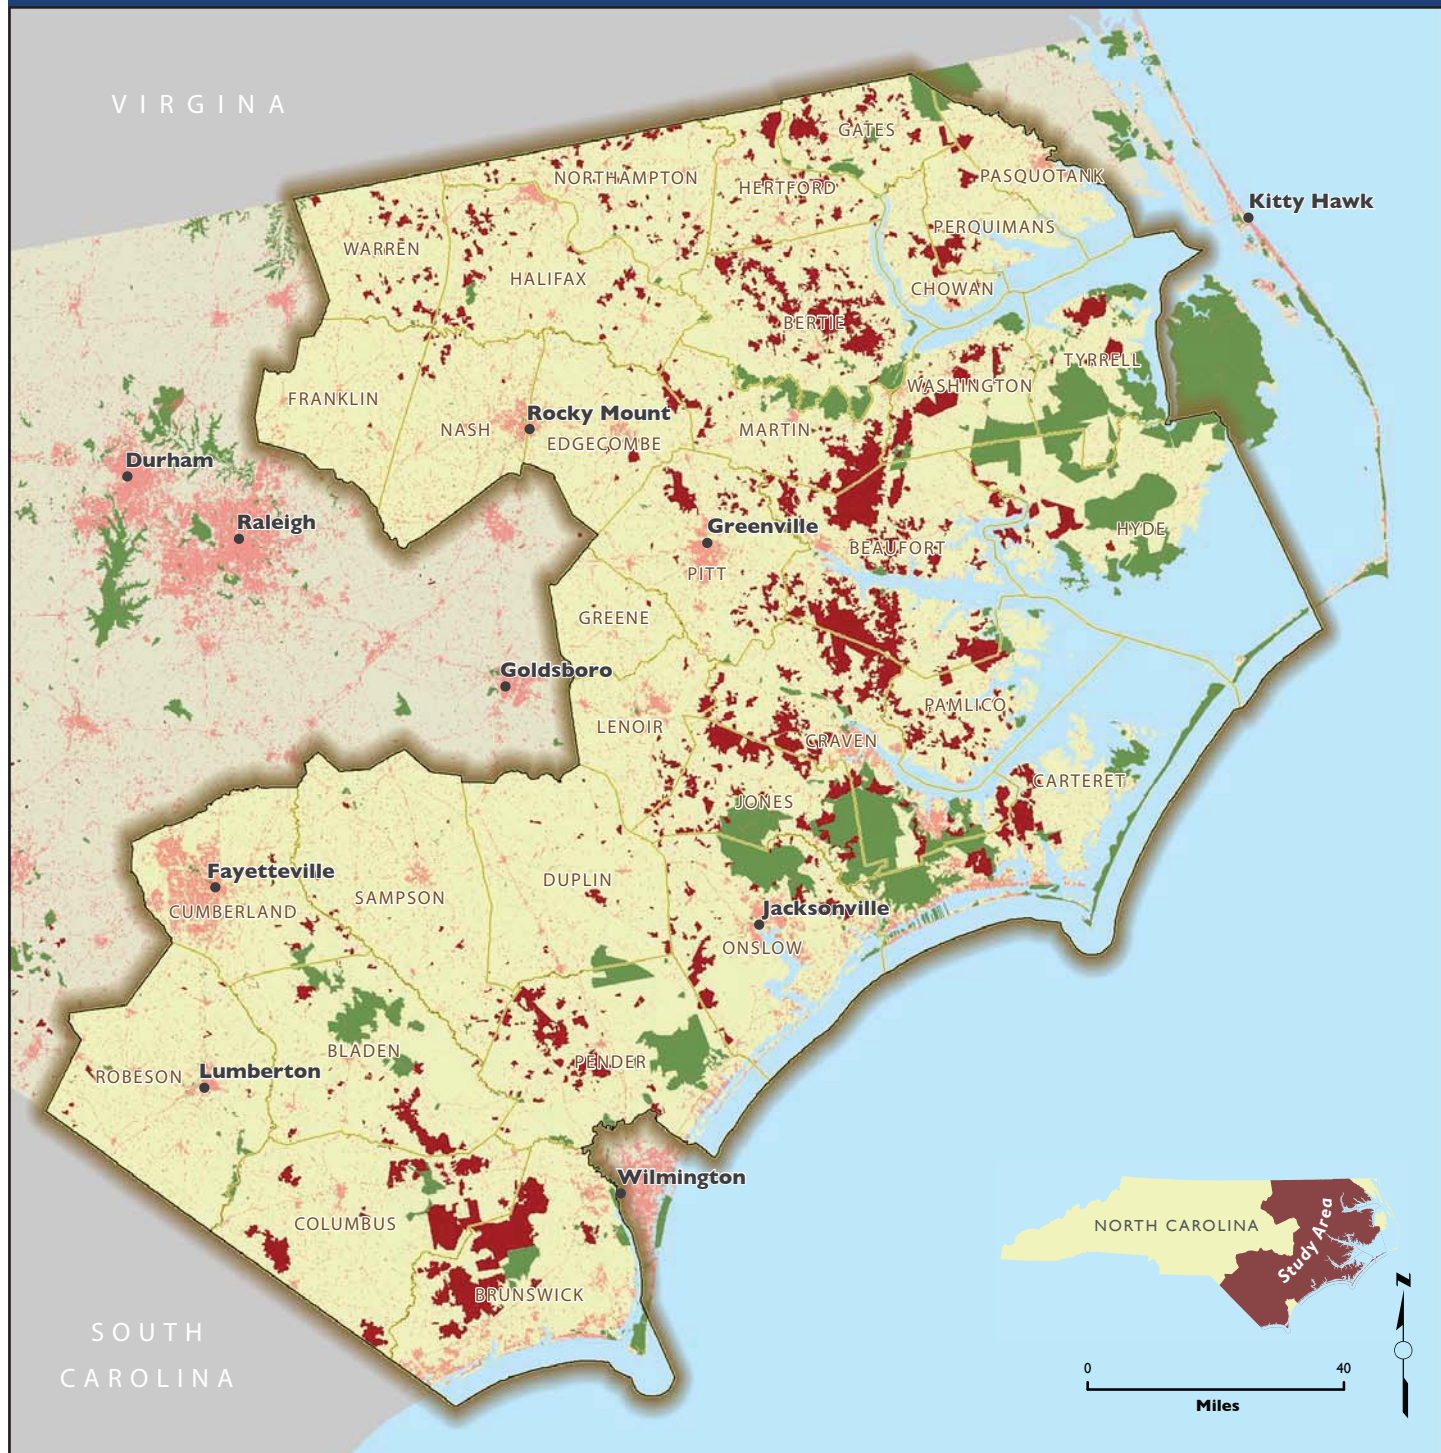 VIRGINA
GATES
NORTHAMPTON
HERTFORD
PASQUOTANK
Kitty Hawk
WARREN
PERQUIMANS
HALIFAX
CHOWAN
BERTIE
TYRRELL
WASHINGTON
FRANKLIN
Rocky Mount
NASH
EDGECOMBE
MARTIN
Durham
Raleigh
Greenville
HYDE
BEAUFORT
PITT
GREENE
Goldsboro
PAMLICO
LENOIR
CRAVEN
CARTERET
JONES
Fayetteville
DUPLIN
SAMPSON
CUMBERLAND
Jacksonville
ONSLOW
BLADEN
PENDER
ROBESON
Lumberton
Wilmington
COLUMBUS
NORTH CAROLINA
Study Area
BRUNSWICK
N
SOUTH
CAROLINA
0 40
Miles